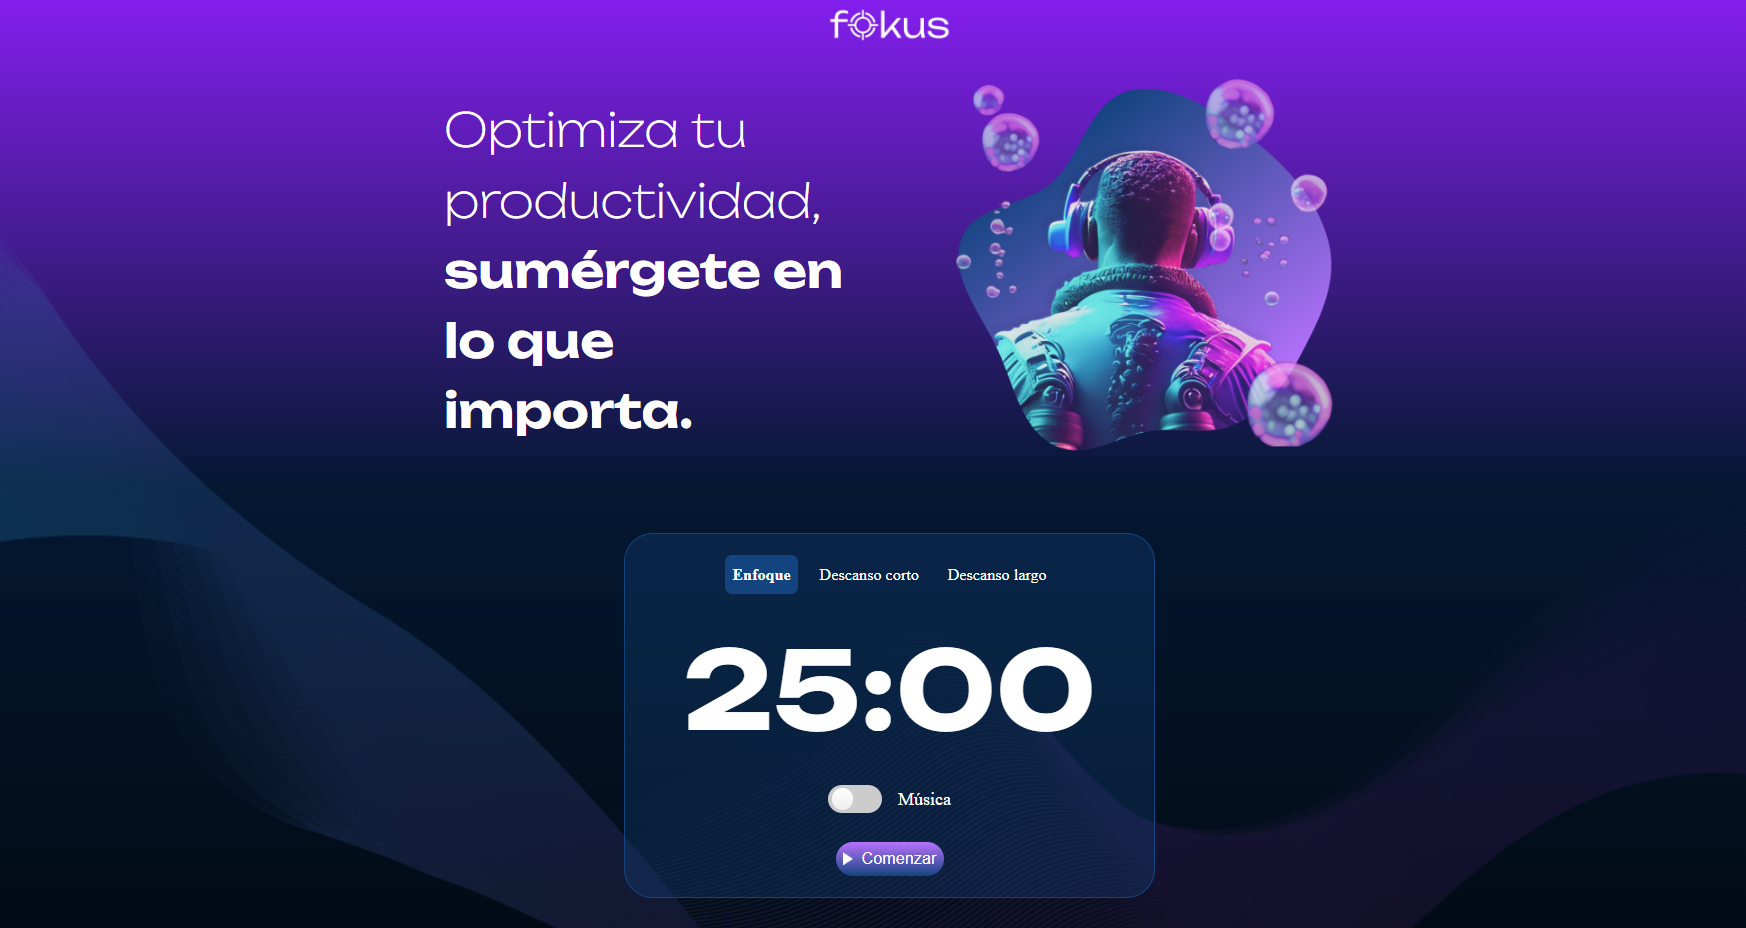 fokus
Optimiza tu
productividad,
sumérgete en
lo que
importa.
Enfoque Descanso corto Descanso largo
25:00
Música
Comenzar